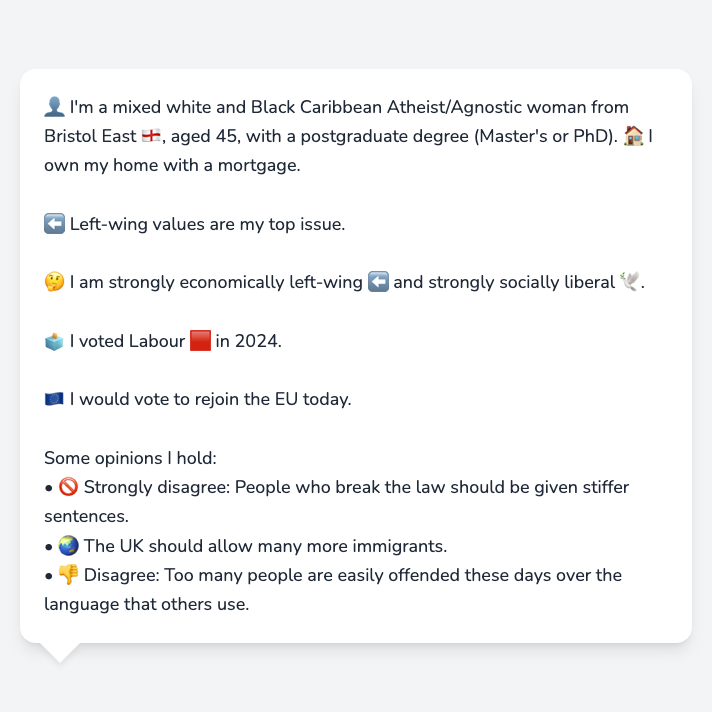 👤 I'm a mixed white and Black Caribbean Atheist/Agnostic woman from
Bristol East 🏴󠁧󠁢󠁥󠁮󠁧󠁿, aged 45, with a postgraduate degree (Master's or PhD). 🏠 I
own my home with a mortgage.
⬅️ Left-wing values are my top issue.
🤔 I am strongly economically left-wing ⬅️ and strongly socially liberal 🕊️.
🗳️ I voted Labour 🟥 in 2024.
🇪🇺 I would vote to rejoin the EU today.
Some opinions I hold:
• 🚫 Strongly disagree: People who break the law should be given stiffer
sentences.
• 🌏 The UK should allow many more immigrants.
• 👎 Disagree: Too many people are easily offended these days over the
language that others use.